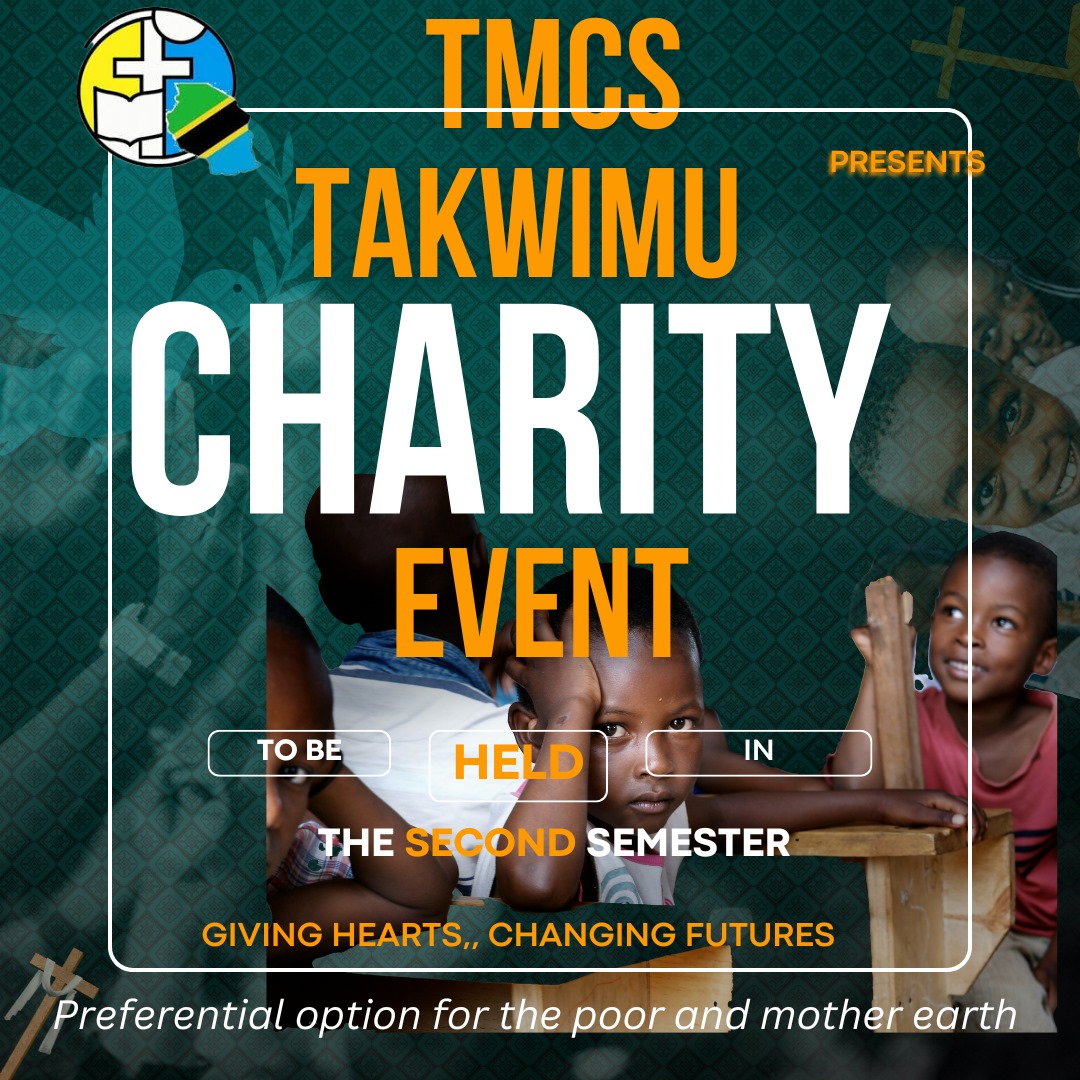 TMCS
PRESENTS
TAKWIMU
CHARITY
EVENT
TO BE HELD IN
THE SECOND SEMESTER
GIVING HEARTS,, CHANGING FUTURES
Preferential option for the poor and mother earth